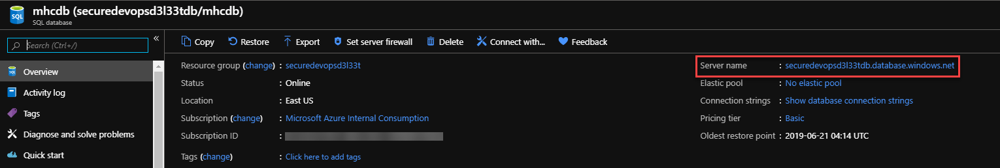 mhcdb (securedevopsd3l33tdb/mhcdb)
SQL database
SQL
Search (Ctrl+/)
«
Copy
Restore
Export
Set server firewall
Delete
Connect with...
Feedback
Overview
Activity log
Tags
Diagnose and solve problems
Quick start
Resource group (change) : securedevopsd3l33t
Status : Online
Location : East US
Subscription (change) : Microsoft Azure Internal Consumption
Subscription ID :
Tags (change) : Click here to add tags
Server name : securedevopsd3l33tdb.database.windows.net
Elastic pool : No elastic pool
Connection strings : Show database connection strings
Pricing tier : Basic
Oldest restore point : 2019-06-21 04:14 UTC